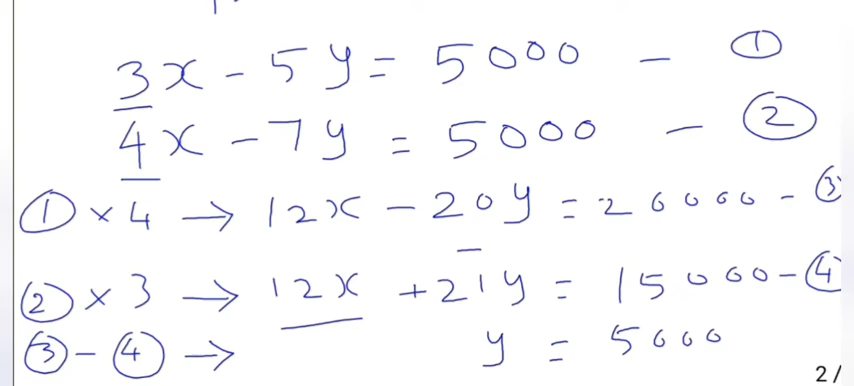 3x - 5y = 5000 - ①
4x - 7y = 5000 - ②
① × 4 → 12x - 20y = 20000 - ③
② × 3 → 12x + 21y = 15000 - ④
③ - ④ → y = 5000
2/